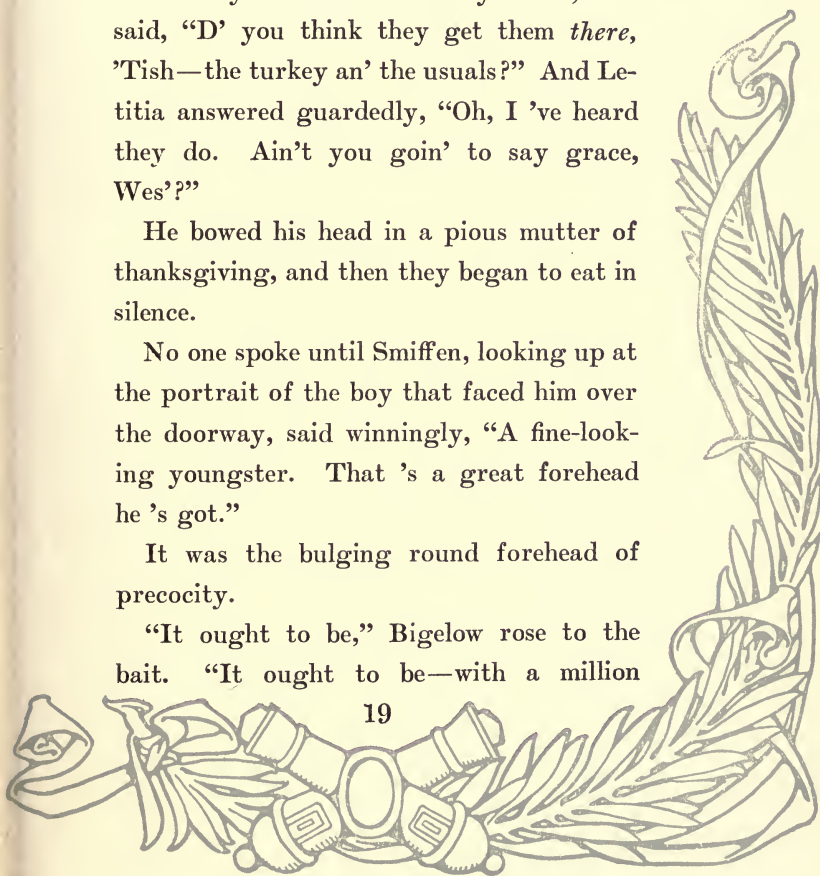 said, “D’ you think they get them there,
’Tish—the turkey an’ the usuals?” And Le-
titia answered guardedly, “Oh, I ’ve heard
they do. Ain’t you goin’ to say grace,
Wes’?”
He bowed his head in a pious mutter of
thanksgiving, and then they began to eat in
silence.
No one spoke until Smiffen, looking up at
the portrait of the boy that faced him over
the doorway, said winningly, “A fine-look-
ing youngster. That ’s a great forehead
he ’s got.”
It was the bulging round forehead of
precocity.
“It ought to be,” Bigelow rose to the
bait. “It ought to be—with a million
19